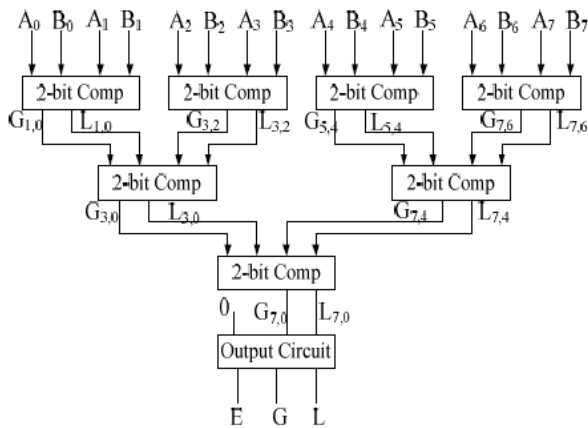 A0 B0 A1 B1 A2 B2 A3 B3 A4 B4 A5 B5 A6 B6 A7 B7
2-bit Comp 2-bit Comp 2-bit Comp 2-bit Comp
G1,0 L1,0 G3,2 L3,2 G5,4 L5,4 G7,6 L7,6
2-bit Comp 2-bit Comp
G3,0 L3,0 G7,4 L7,4
2-bit Comp
0 G7,0 L7,0
Output Circuit
E G L